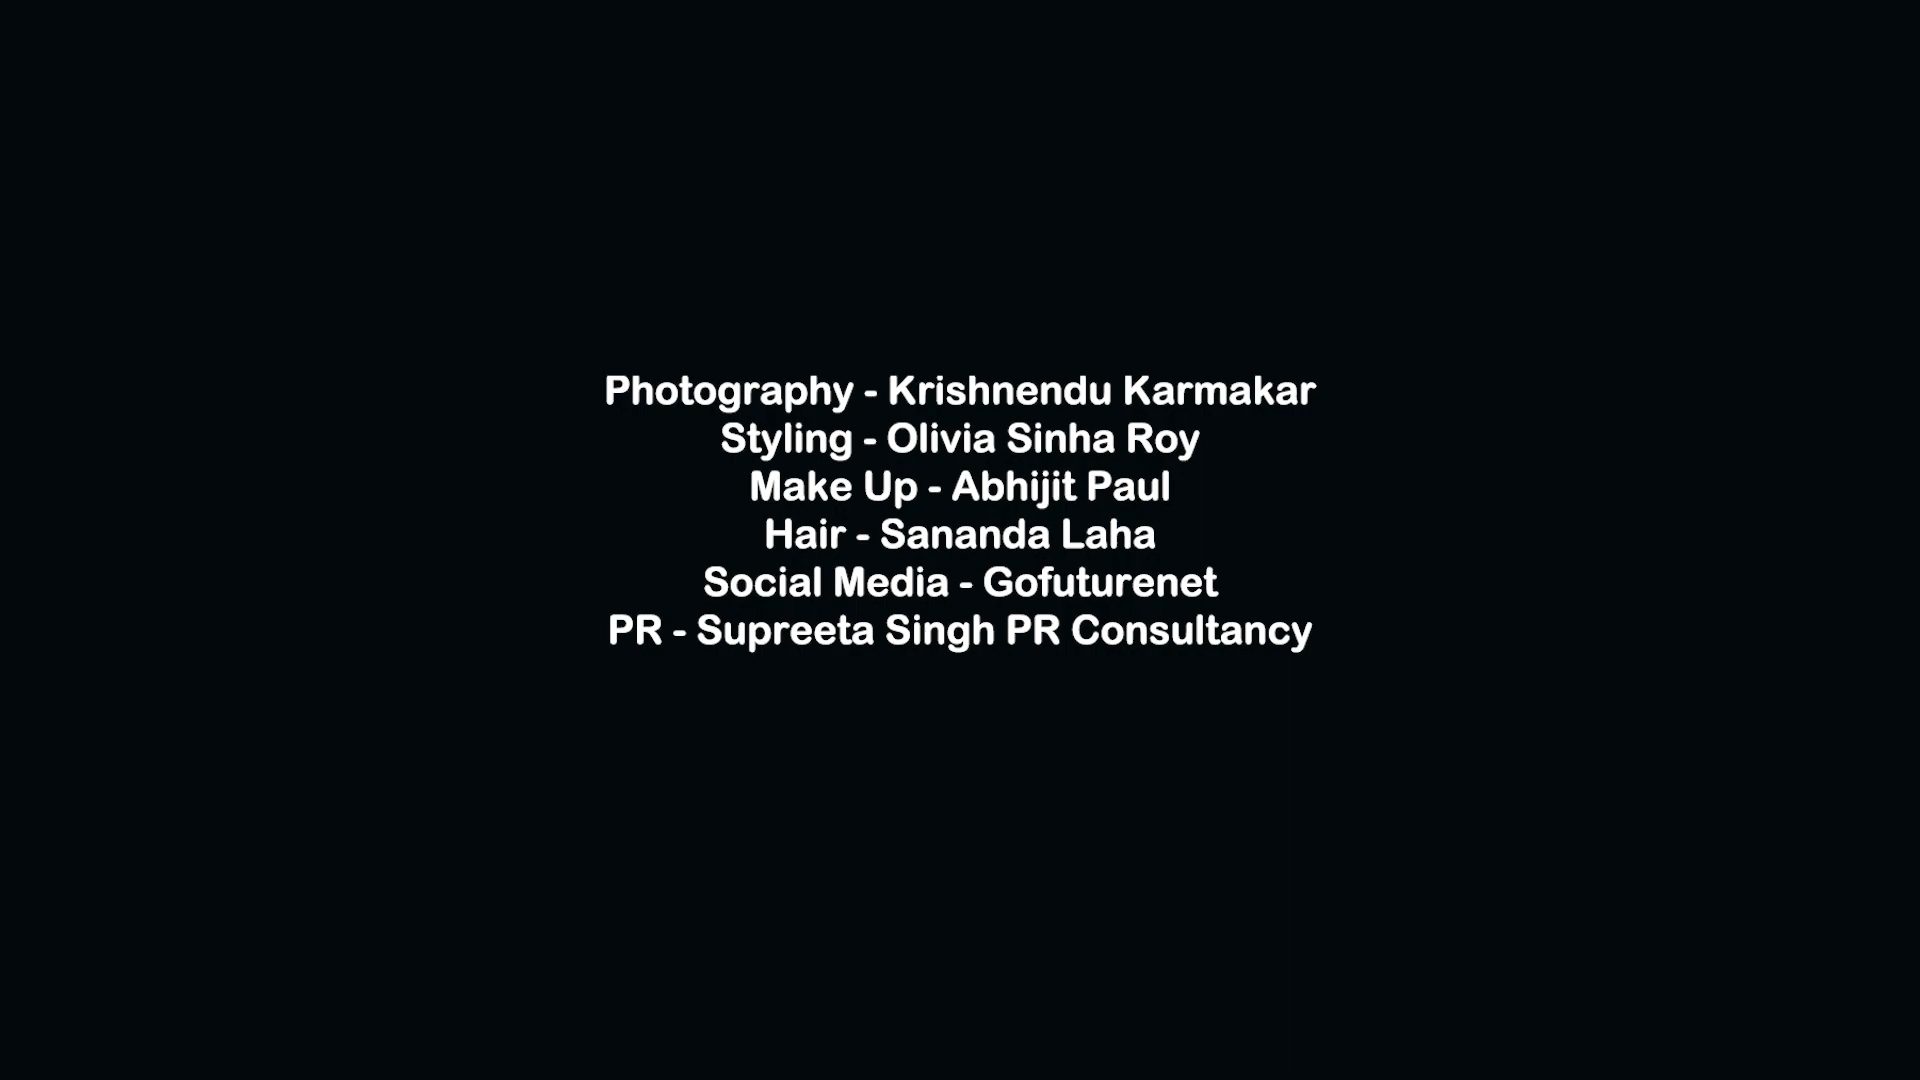 Photography - Krishnendu Karmakar
Styling - Olivia Sinha Roy
Make Up - Abhijit Paul
Hair - Sananda Laha
Social Media - Gofuturenet
PR - Supreeta Singh PR Consultancy